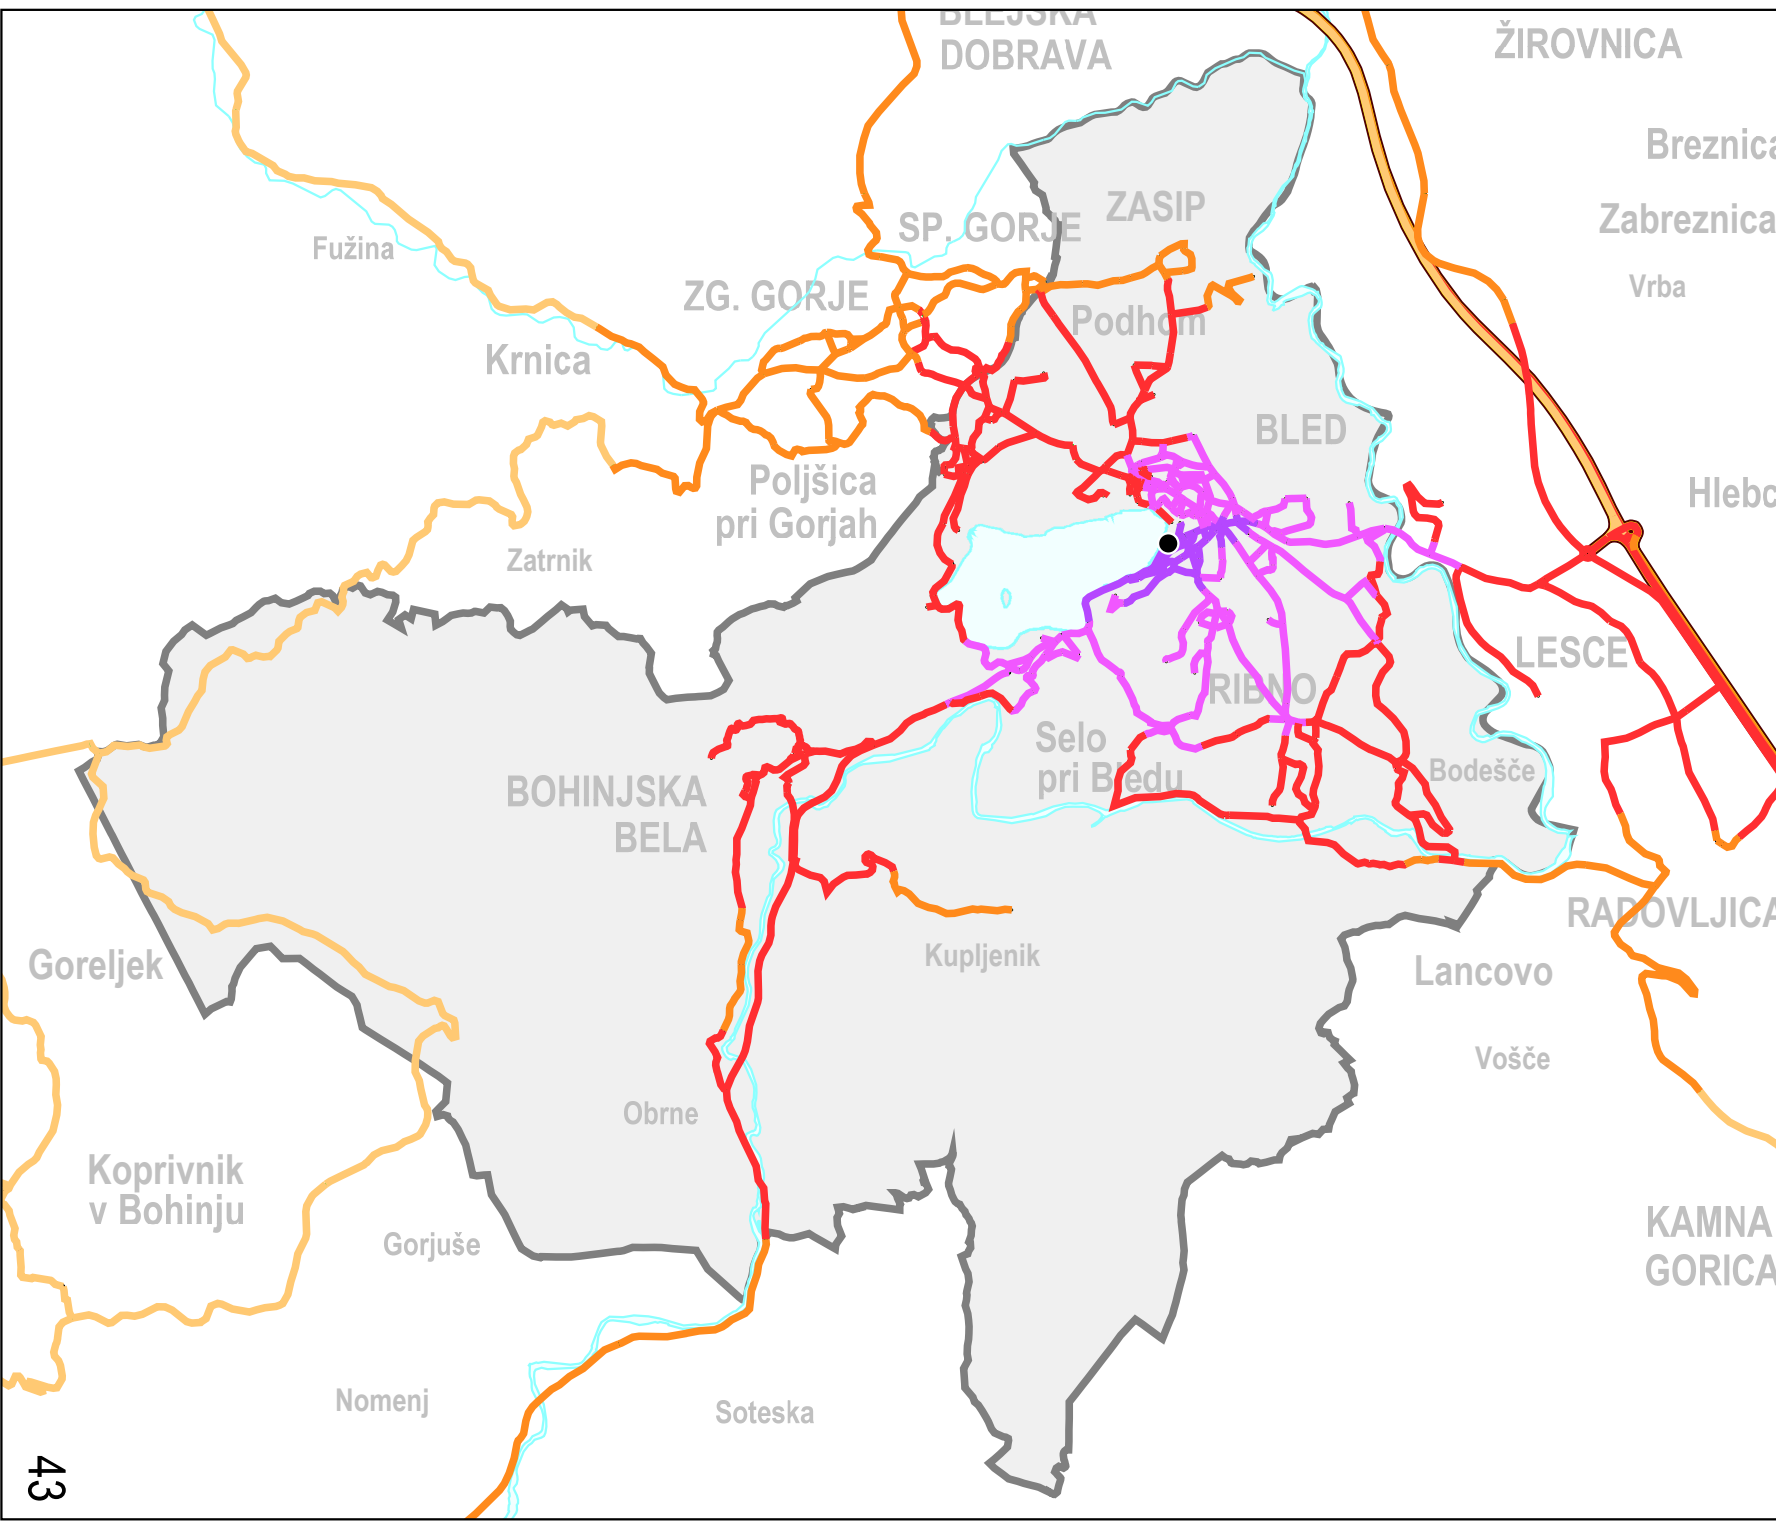 BLEJSKA
DOBRAVA
ŽIROVNICA
Breznica
ZASIP
SP. GORJE
Zabreznica
Fužina
ZG. GORJE
Vrba
Podhom
Krnica
BLED
Poljšica
pri Gorjah
Hlebc
Zatrnik
LESCE
RIBNO
Selo
pri Bledu
Bodešče
BOHINJSKA
BELA
RADOVLJICA
Kupljenik
Goreljek
Lancovo
Vošče
Obrne
Koprivnik
v Bohinju
Gorjuše
KAMNA
GORICA
Nomenj
Soteska
43